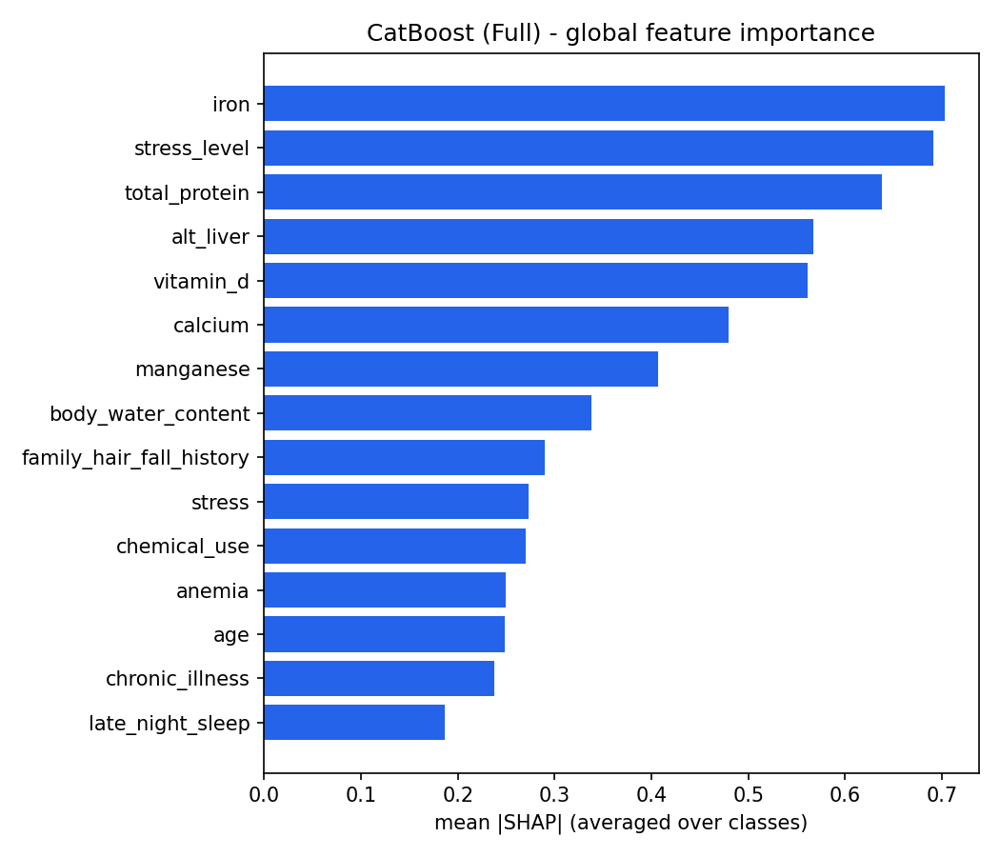 CatBoost (Full) - global feature importance
iron
stress_level
total_protein
alt_liver
vitamin_d
calcium
manganese
body_water_content
family_hair_fall_history
stress
chemical_use
anemia
age
chronic_illness
late_night_sleep
0.0 0.1 0.2 0.3 0.4 0.5 0.6 0.7
mean |SHAP| (averaged over classes)